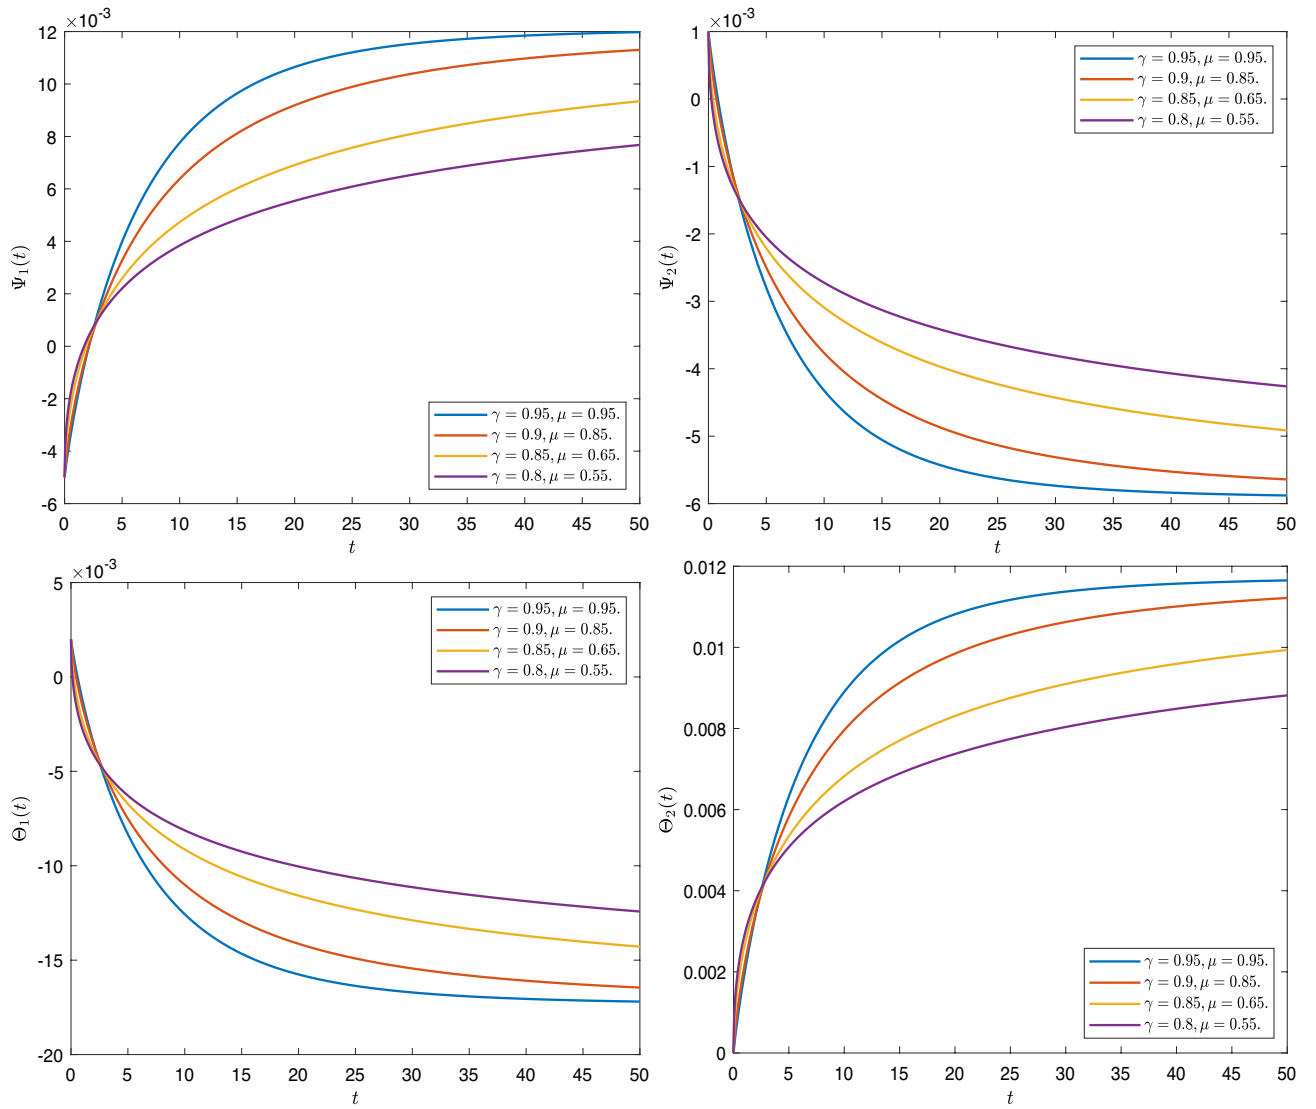 ×10⁻³
12
10
8
6
4
2
0
-2
-4
-6
Ψ₁(t)
γ = 0.95, μ = 0.95.
γ = 0.9, μ = 0.85.
γ = 0.85, μ = 0.65.
γ = 0.8, μ = 0.55.
0 5 10 15 20 25 30 35 40 45 50
t
×10⁻³
1
0
-1
-2
-3
-4
-5
-6
Ψ₂(t)
γ = 0.95, μ = 0.95.
γ = 0.9, μ = 0.85.
γ = 0.85, μ = 0.65.
γ = 0.8, μ = 0.55.
0 5 10 15 20 25 30 35 40 45 50
t
×10⁻³
5
0
-5
-10
-15
-20
Θ₁(t)
γ = 0.95, μ = 0.95.
γ = 0.9, μ = 0.85.
γ = 0.85, μ = 0.65.
γ = 0.8, μ = 0.55.
0 5 10 15 20 25 30 35 40 45 50
t
0.012
0.01
0.008
0.006
0.004
0.002
0
Θ₂(t)
γ = 0.95, μ = 0.95.
γ = 0.9, μ = 0.85.
γ = 0.85, μ = 0.65.
γ = 0.8, μ = 0.55.
0 5 10 15 20 25 30 35 40 45 50
t